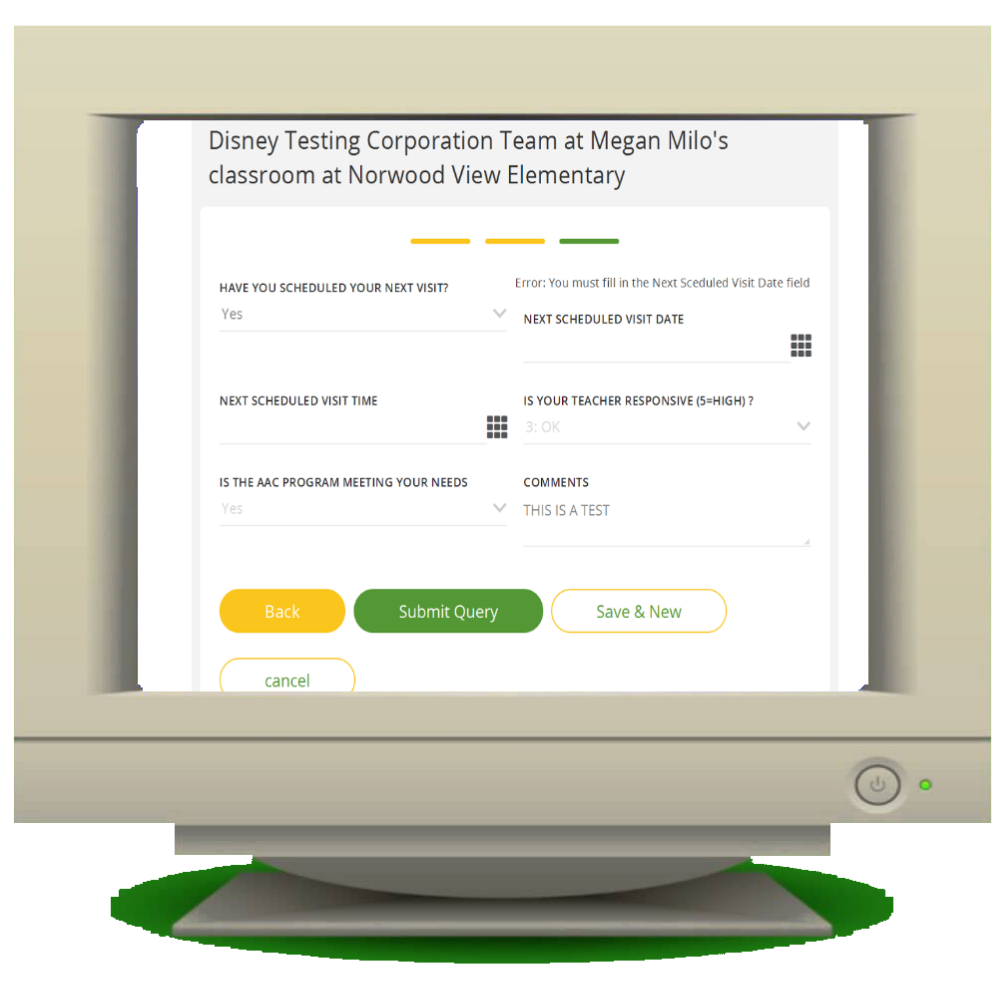 Disney Testing Corporation Team at Megan Milo's
classroom at Norwood View Elementary
HAVE YOU SCHEDULED YOUR NEXT VISIT?
Yes
Error: You must fill in the Next Sceduled Visit Date field
NEXT SCHEDULED VISIT DATE
NEXT SCHEDULED VISIT TIME
IS YOUR TEACHER RESPONSIVE (5=HIGH) ?
3: OK
IS THE AAC PROGRAM MEETING YOUR NEEDS
Yes
COMMENTS
THIS IS A TEST
Back
Submit Query
Save & New
cancel